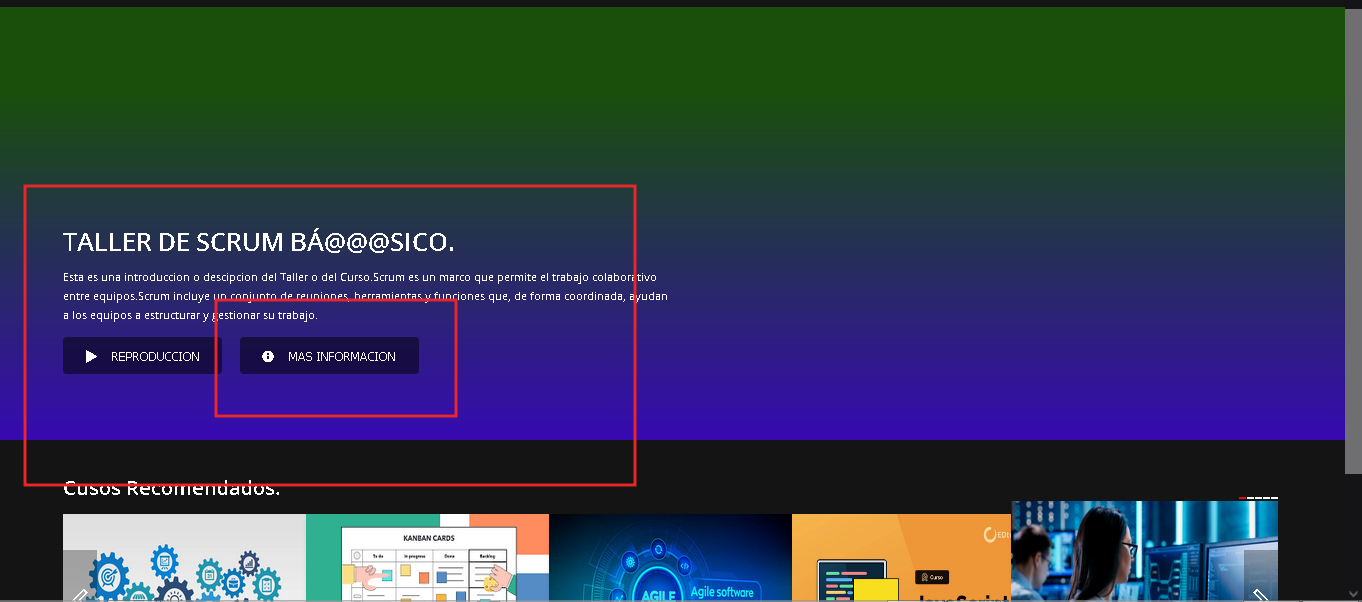 TALLER DE SCRUM BÁ@@@SICO.
Esta es una introduccion o descipcion del Taller o del Curso.Scrum es un marco que permite el trabajo colaborativo
entre equipos.Scrum incluye un conjunto de reuniones, herramientas y funciones que, de forma coordinada, ayudan
a los equipos a estructurar y gestionar su trabajo.
REPRODUCCION
MAS INFORMACION
Cusos Recomendados.
KANBAN CARDS
To do
In progress
Done
Backlog
AGILE
Agile software
EDU
Curso
JavaScript